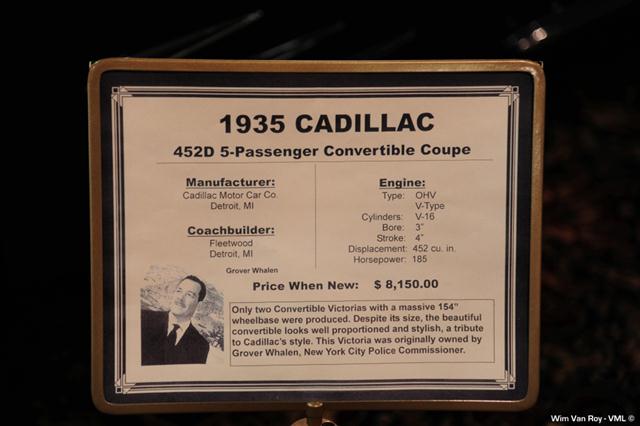 1935 CADILLAC
452D 5-Passenger Convertible Coupe
Manufacturer:
Cadillac Motor Car Co.
Detroit, MI
Coachbuilder:
Fleetwood
Detroit, MI
Engine:
Type: OHV
V-Type
Cylinders: V-16
Bore: 3"
Stroke: 4"
Displacement: 452 cu. in.
Horsepower: 185
Grover Whalen
Price When New: $ 8,150.00
Only two Convertible Victorias with a massive 154"
wheelbase were produced. Despite its size, the beautiful
convertible looks well proportioned and stylish, a tribute
to Cadillac's style. This Victoria was originally owned by
Grover Whalen, New York City Police Commissioner.
Wim Van Roy - VML ©